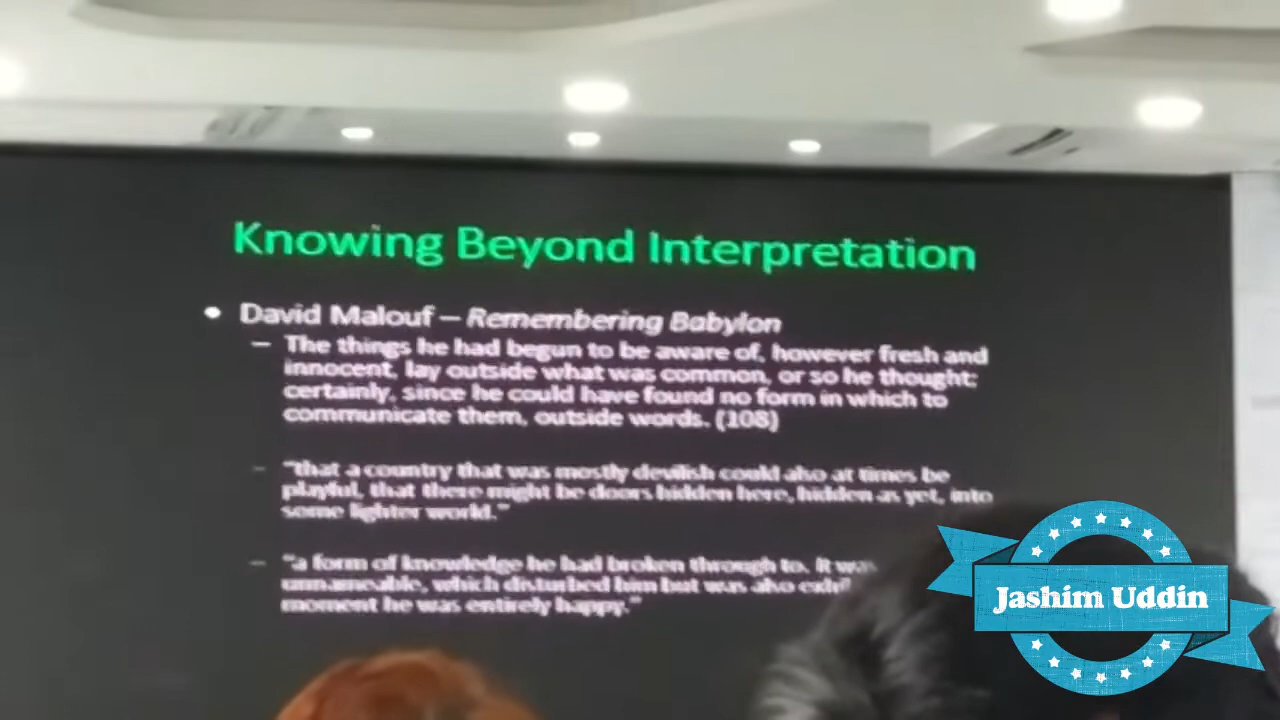 Knowing Beyond Interpretation
• David Malouf – Remembering Babylon
– The things he had begun to be aware of, however fresh and
innocent, lay outside what was common, or so he thought;
certainly, since he could have found no form in which to
communicate them, outside words. (108)
– "that a country that was mostly devilish could also at times be
playful, that there might be doors hidden here, hidden as yet, into
some lighter world."
– "a form of knowledge he had broken through to. It was
unnameable, which disturbed him but was also
moment he was entirely happy."
Jashim Uddin